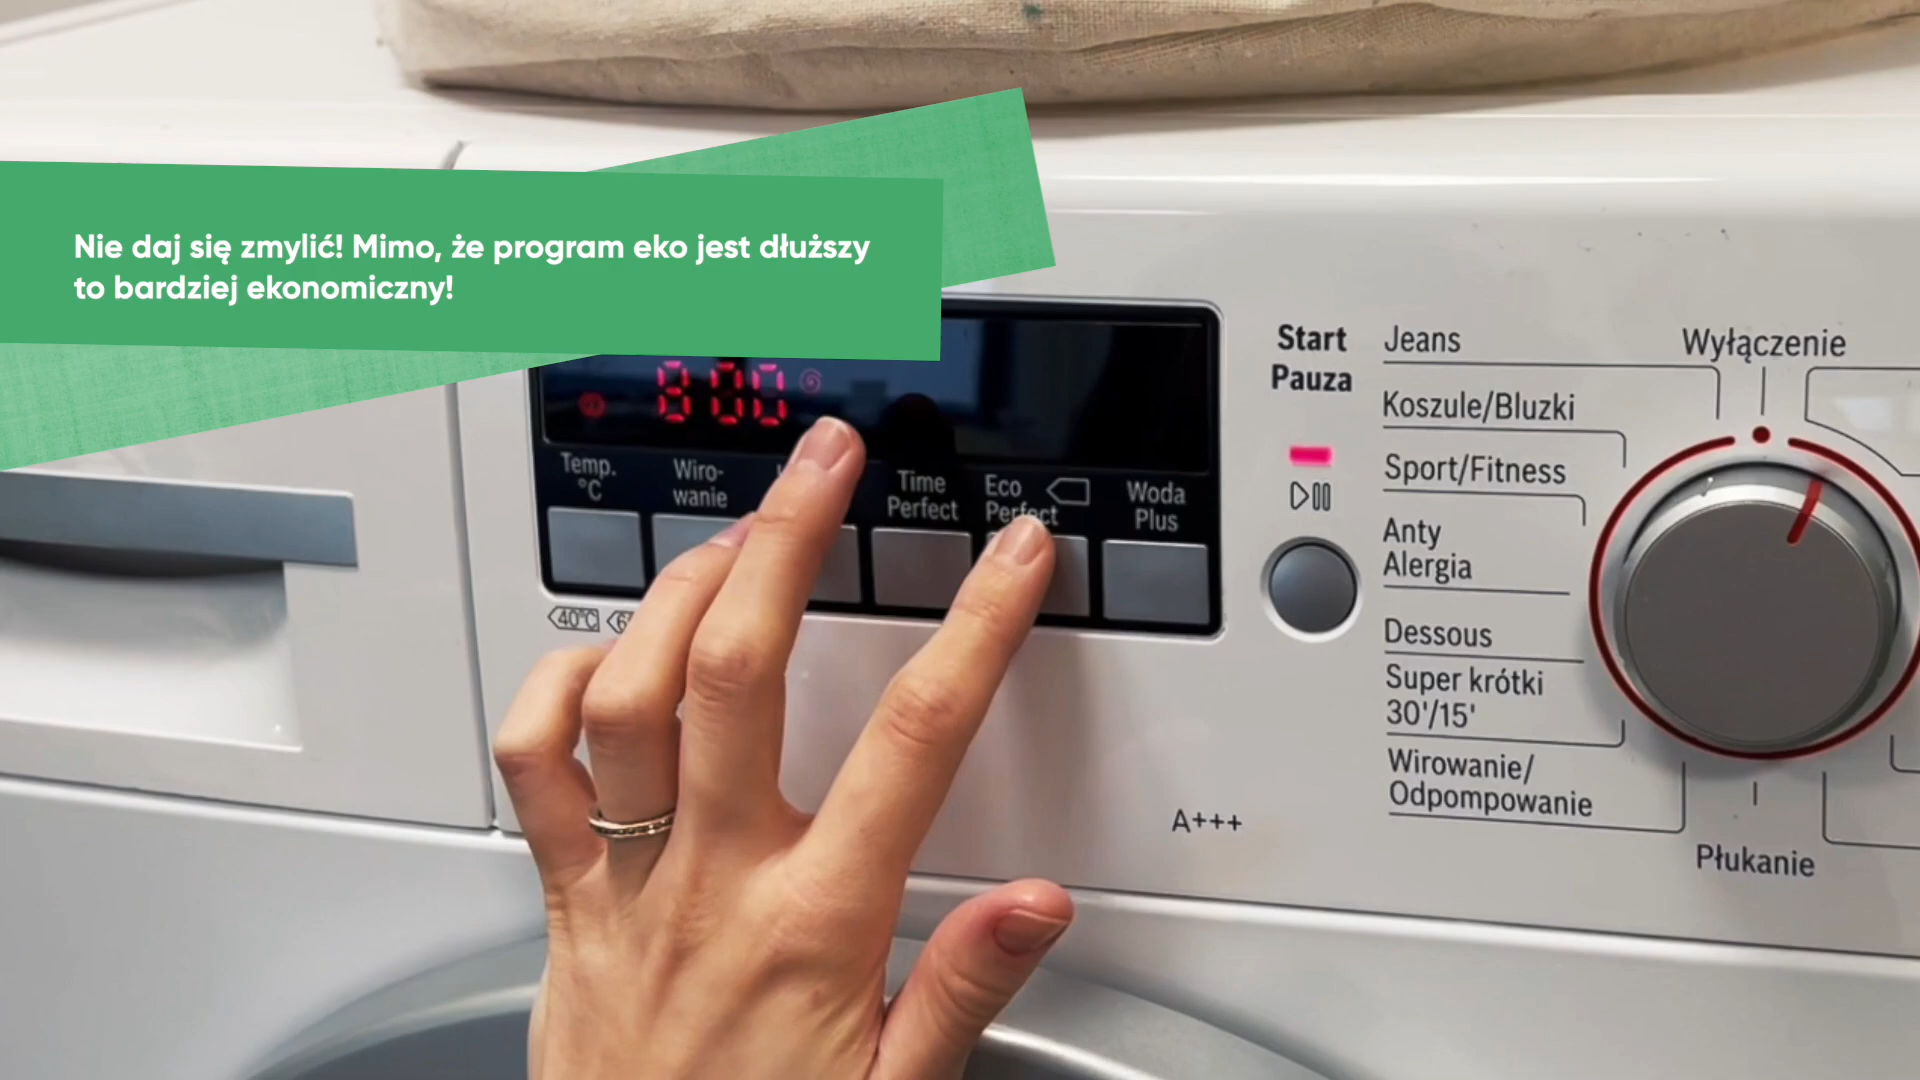 Nie daj się zmylić! Mimo, że program eko jest dłuższy
to bardziej ekonomiczny!
800
Temp.
°C
Wiro-
wanie
Time
Perfect
Eco
Perfect
Woda
Plus
40°C
Start
Pauza
Jeans
Koszule/Bluzki
Sport/Fitness
Anty
Alergia
Dessous
Super krótki
30'/15'
Wirowanie/
Odpompowanie
Wyłączenie
Płukanie
A+++